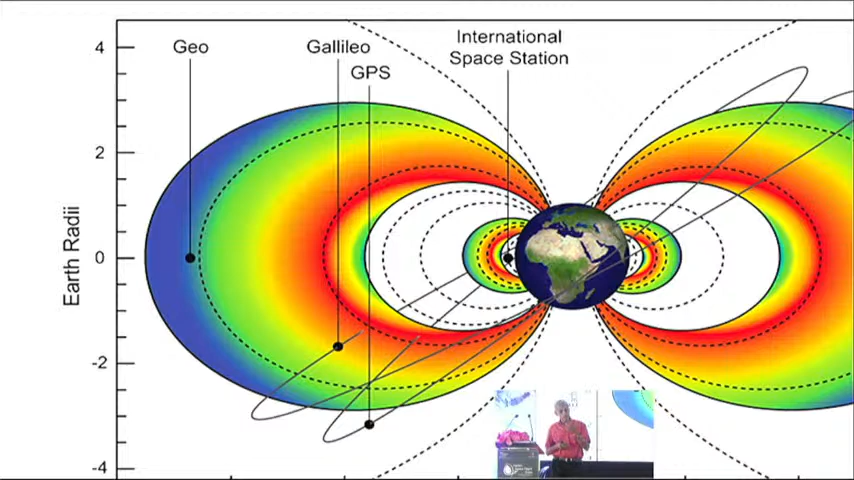 International
Space Station
Geo
Gallileo
GPS
4
2
0
-2
-4
Earth Radii